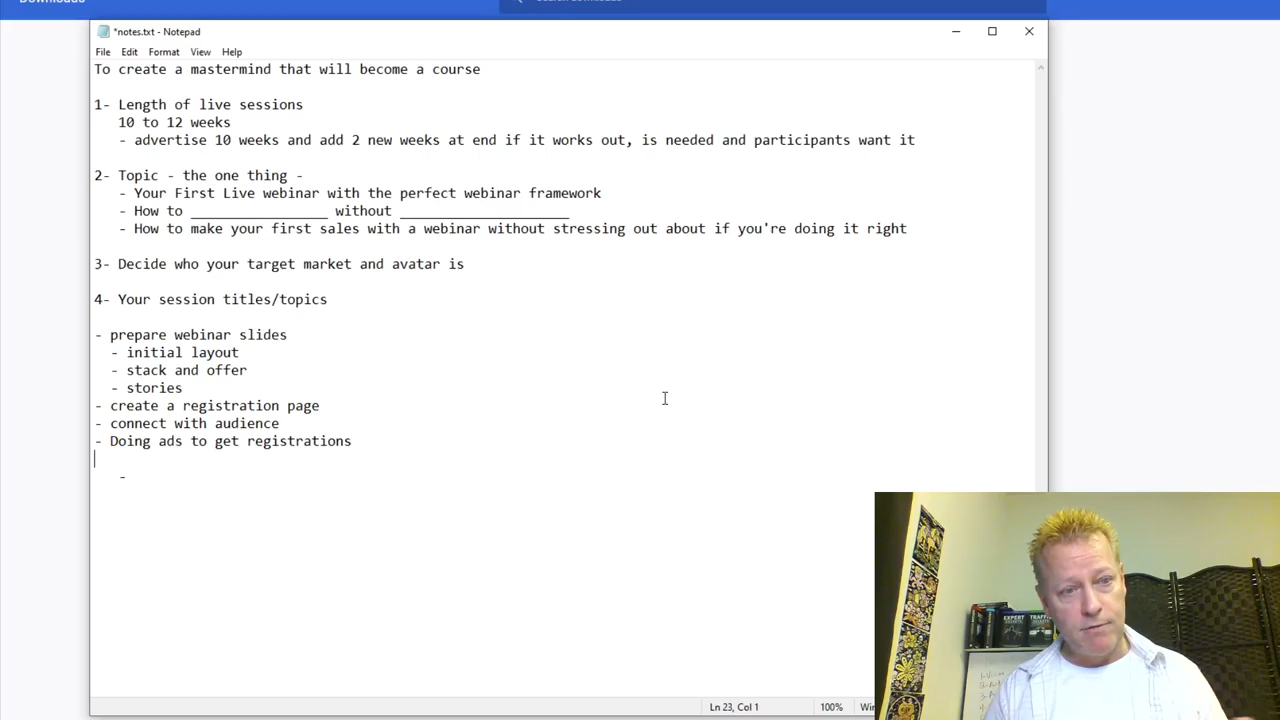 *notes.txt - Notepad
File Edit Format View Help
To create a mastermind that will become a course
1- Length of live sessions
10 to 12 weeks
- advertise 10 weeks and add 2 new weeks at end if it works out, is needed and participants want it
2- Topic - the one thing -
- Your First Live webinar with the perfect webinar framework
- How to _________________ without _____________________
- How to make your first sales with a webinar without stressing out about if you're doing it right
3- Decide who your target market and avatar is
4- Your session titles/topics
- prepare webinar slides
- initial layout
- stack and offer
- stories
- create a registration page
- connect with audience
- Doing ads to get registrations
-
Ln 23, Col 1
100%
EXPERT
SECRETS
TRAFFIC